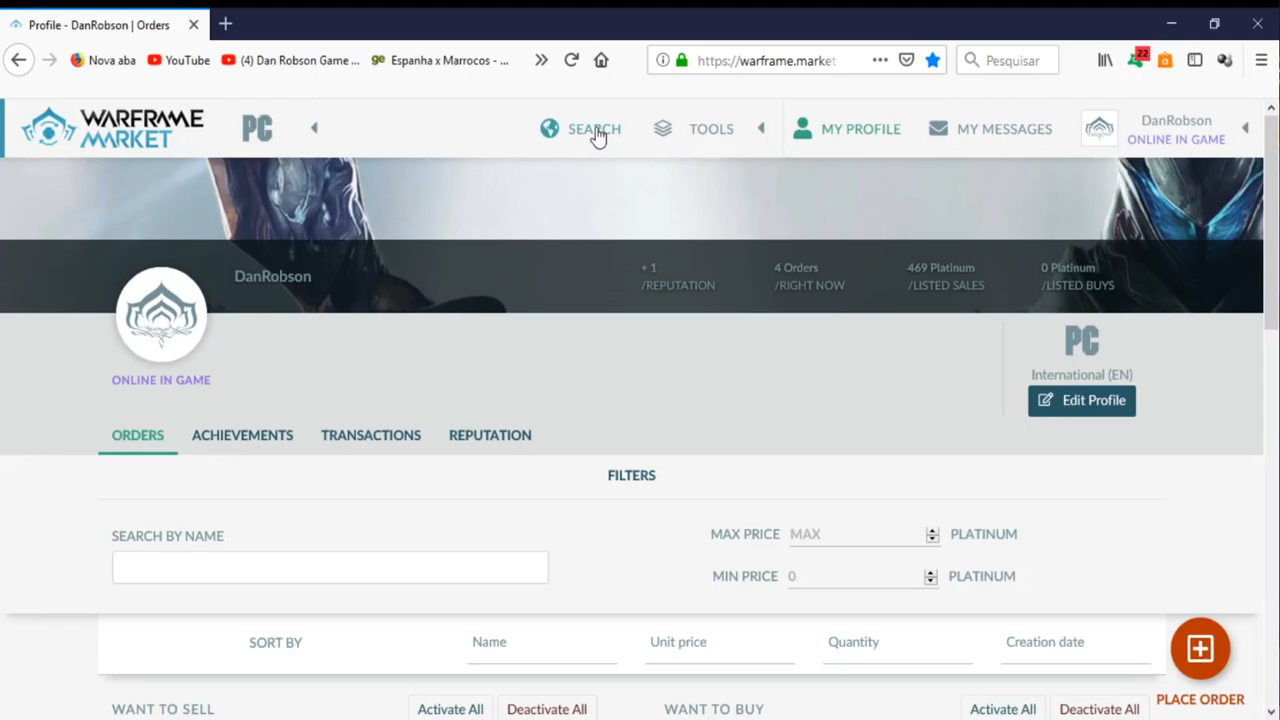 Profile - DanRobson | Orders
Nova aba YouTube (4) Dan Robson Game ... ge Espanha x Marrocos - ... https://warframe.market Pesquisar 22
WARFRAME MARKET PC SEARCH TOOLS MY PROFILE MY MESSAGES DanRobson
ONLINE IN GAME
DanRobson
+ 1 4 Orders 469 Platinum 0 Platinum
/REPUTATION /RIGHT NOW /LISTED SALES /LISTED BUYS
PC
International (EN)
ONLINE IN GAME
Edit Profile
ORDERS ACHIEVEMENTS TRANSACTIONS REPUTATION
FILTERS
SEARCH BY NAME MAX PRICE MAX PLATINUM
MIN PRICE 0 PLATINUM
SORT BY Name Unit price Quantity Creation date
PLACE ORDER
WANT TO SELL Activate All Deactivate All WANT TO BUY Activate All Deactivate All